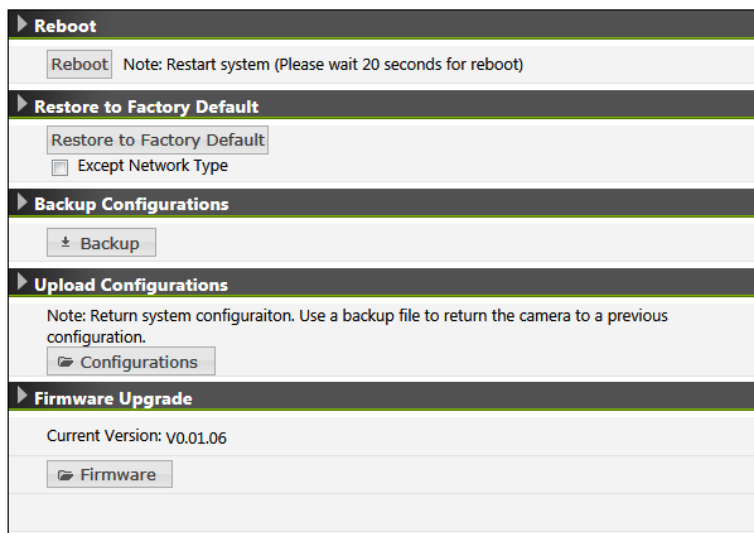 Reboot
Reboot Note: Restart system (Please wait 20 seconds for reboot)
Restore to Factory Default
Restore to Factory Default
Except Network Type
Backup Configurations
Backup
Upload Configurations
Note: Return system configuraiton. Use a backup file to return the camera to a previous
configuration.
Configurations
Firmware Upgrade
Current Version: V0.01.06
Firmware